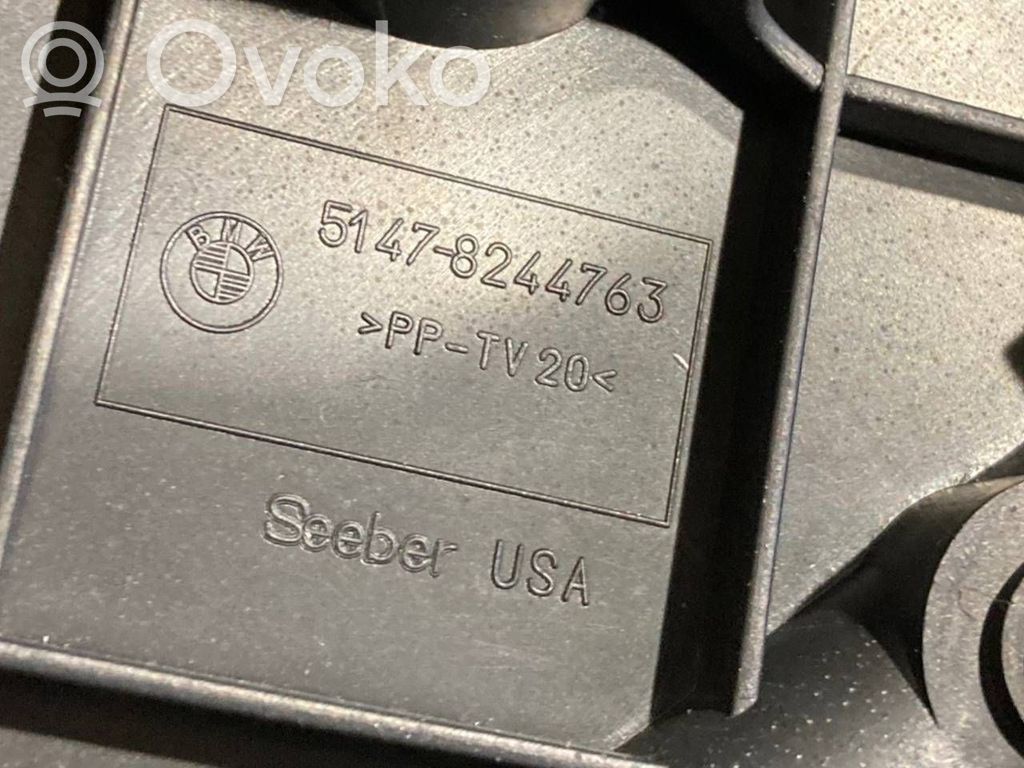 Ovoko
BMW
5147-8244763
>PP-TV20<
Seeber USA